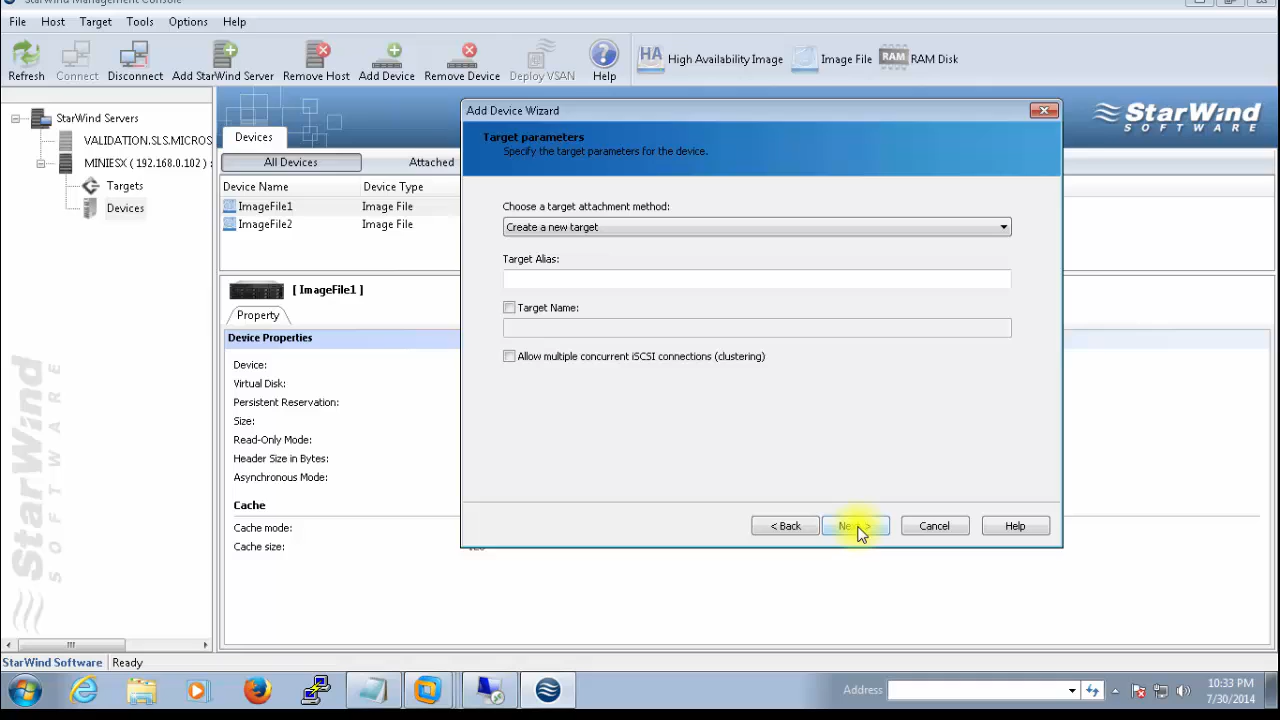 StarWind Management Console
File Host Target Tools Options Help
Refresh Connect Disconnect Add StarWind Server Remove Host Add Device Remove Device Deploy VSAN Help
HA High Availability Image Image File RAM RAM Disk
StarWind Servers
VALIDATION.SLS.MICROS
MINIESX ( 192.168.0.102 ) :
Targets
Devices
Devices
All Devices Attached
Device Name Device Type
ImageFile1 Image File
ImageFile2 Image File
[ ImageFile1 ]
Property
Device Properties
Device:
Virtual Disk:
Persistent Reservation:
Size:
Read-Only Mode:
Header Size in Bytes:
Asynchronous Mode:
Cache
Cache mode:
Cache size:
StarWind
SOFTWARE
Add Device Wizard
Target parameters
Specify the target parameters for the device.
Choose a target attachment method:
Create a new target
Target Alias:
Target Name:
Allow multiple concurrent iSCSI connections (clustering)
< Back Cancel Help
StarWind
SOFTWARE
StarWind Software Ready
Address
10:33 PM
7/30/2014